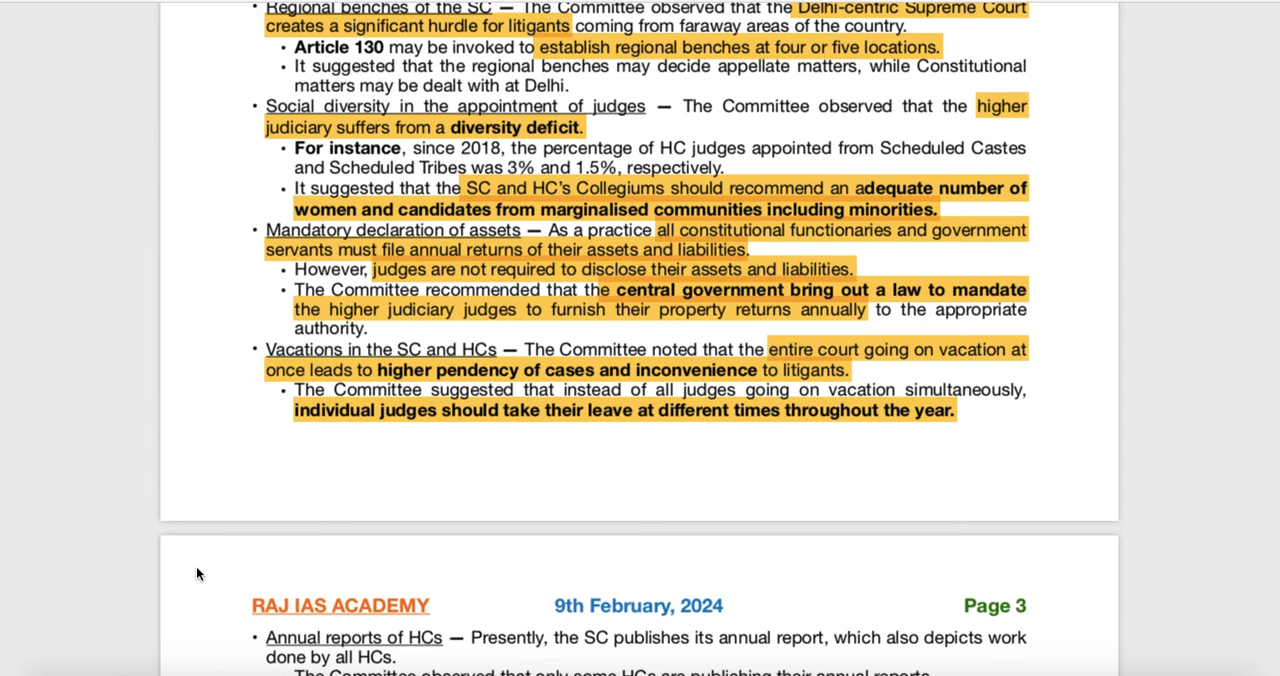 • Regional benches of the SC — The Committee observed that the Delhi-centric Supreme Court
creates a significant hurdle for litigants coming from faraway areas of the country.
• Article 130 may be invoked to establish regional benches at four or five locations.
• It suggested that the regional benches may decide appellate matters, while Constitutional
matters may be dealt with at Delhi.
• Social diversity in the appointment of judges — The Committee observed that the higher
judiciary suffers from a diversity deficit.
• For instance, since 2018, the percentage of HC judges appointed from Scheduled Castes
and Scheduled Tribes was 3% and 1.5%, respectively.
• It suggested that the SC and HC's Collegiums should recommend an adequate number of
women and candidates from marginalised communities including minorities.
• Mandatory declaration of assets — As a practice all constitutional functionaries and government
servants must file annual returns of their assets and liabilities.
• However, judges are not required to disclose their assets and liabilities.
• The Committee recommended that the central government bring out a law to mandate
the higher judiciary judges to furnish their property returns annually to the appropriate
authority.
• Vacations in the SC and HCs — The Committee noted that the entire court going on vacation at
once leads to higher pendency of cases and inconvenience to litigants.
• The Committee suggested that instead of all judges going on vacation simultaneously,
individual judges should take their leave at different times throughout the year.
RAJ IAS ACADEMY 9th February, 2024 Page 3
• Annual reports of HCs — Presently, the SC publishes its annual report, which also depicts work
done by all HCs.
The Committee observed that only some HCs are publishing their annual reports.